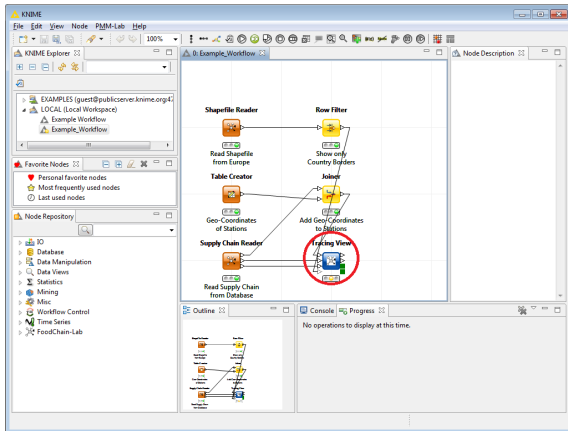 KNIME
File Edit View Node PMM-Lab Help
100%
KNIME Explorer
0: Example_Workflow
Node Description
EXAMPLES (guest@publicserver.knime.org:47
LOCAL (Local Workspace)
Example Workflow
Example_Workflow
Favorite Nodes
Personal favorite nodes
Most frequently used nodes
Last used nodes
Node Repository
IO
Database
Data Manipulation
Data Views
Statistics
Mining
Misc
Workflow Control
Time Series
FoodChain-Lab
Shapefile Reader
Row Filter
Read Shapefile
from Europe
Show only
Country Borders
Table Creator
Joiner
Geo-Coordinates
of Stations
Add Geo-Coordinates
to Stations
Supply Chain Reader
Tracing View
Read Supply Chain
from Database
Outline
Console
Progress
No operations to display at this time.